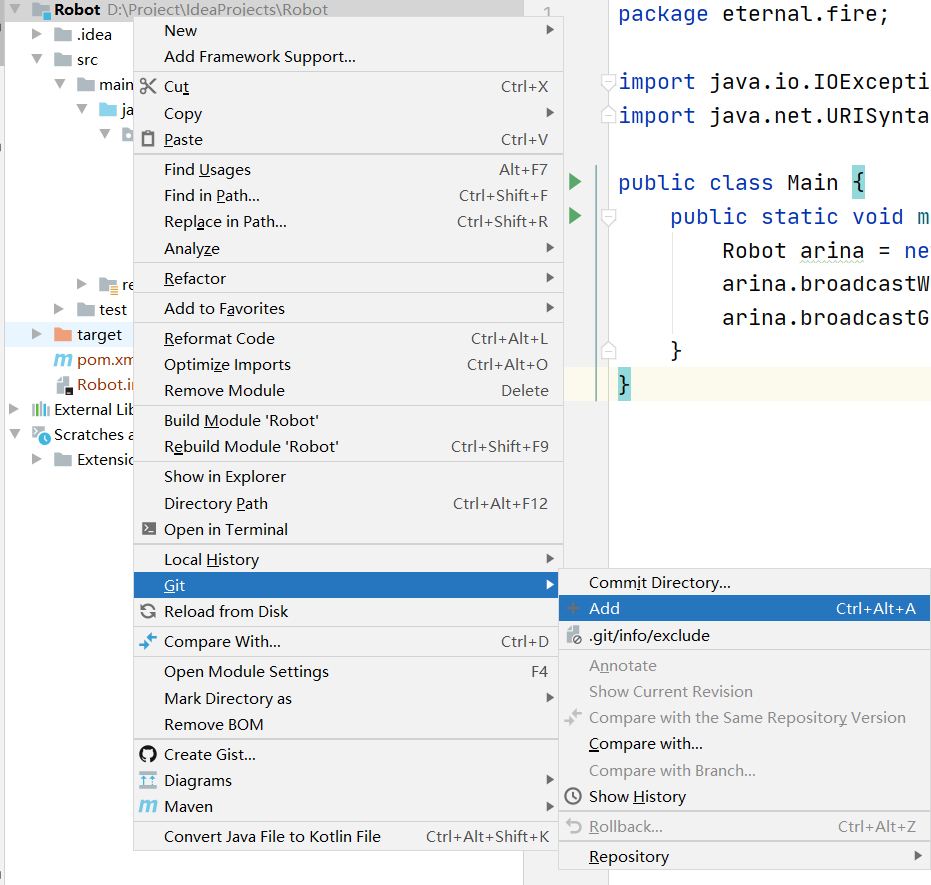 Robot D:\Project\IdeaProjects\Robot
.idea
src
main
ja
re
test
target
pom.xm
Robot.i
External Lib
Scratches a
Extensio
New
Add Framework Support...
Cut Ctrl+X
Copy
Paste Ctrl+V
Find Usages Alt+F7
Find in Path... Ctrl+Shift+F
Replace in Path... Ctrl+Shift+R
Analyze
Refactor
Add to Favorites
Reformat Code Ctrl+Alt+L
Optimize Imports Ctrl+Alt+O
Remove Module Delete
Build Module 'Robot'
Rebuild Module 'Robot' Ctrl+Shift+F9
Show in Explorer
Directory Path Ctrl+Alt+F12
Open in Terminal
Local History
Git
Reload from Disk
Compare With... Ctrl+D
Open Module Settings F4
Mark Directory as
Remove BOM
Create Gist...
Diagrams
Maven
Convert Java File to Kotlin File Ctrl+Alt+Shift+K
Commit Directory...
Add Ctrl+Alt+A
.git/info/exclude
Annotate
Show Current Revision
Compare with the Same Repository Version
Compare with...
Compare with Branch...
Show History
Rollback... Ctrl+Alt+Z
Repository
1
package eternal.fire;
import java.io.IOExcepti
import java.net.URISynta
public class Main {
public static void m
Robot arina = ne
arina.broadcastW
arina.broadcastG
}
}